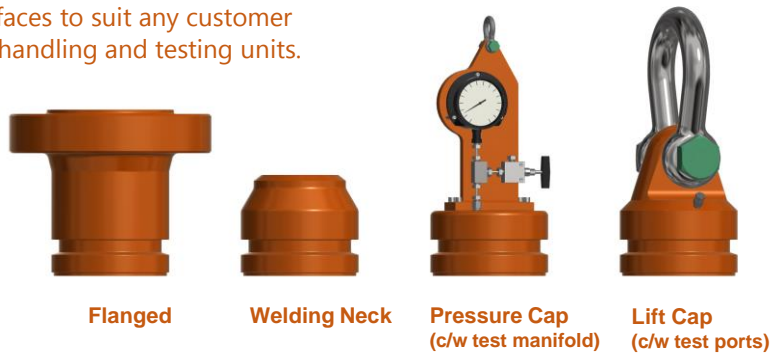 faces to suit any customer
handling and testing units.
Flanged
Welding Neck
Pressure Cap
(c/w test manifold)
Lift Cap
(c/w test ports)